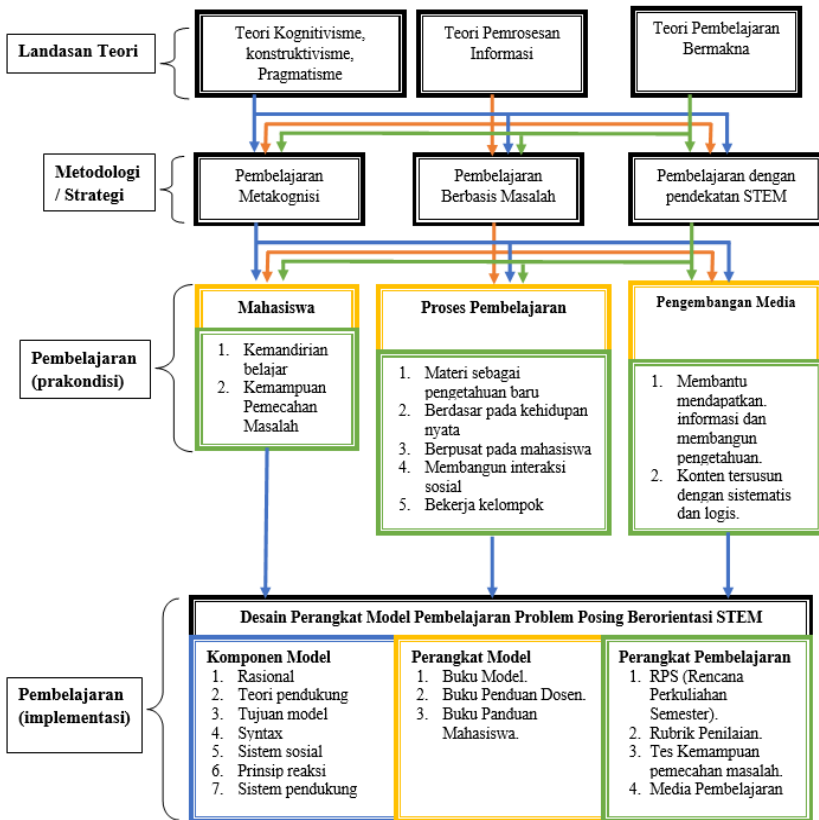 Landasan Teori
Teori Kognitivisme,
konstruktivisme,
Pragmatisme
Teori Pemrosesan
Informasi
Teori Pembelajaran
Bermakna
Metodologi
/ Strategi
Pembelajaran
Metakognisi
Pembelajaran
Berbasis Masalah
Pembelajaran dengan
pendekatan STEM
Pembelajaran
(prakondisi)
Mahasiswa
1. Kemandirian
belajar
2. Kemampuan
Pemecahan
Masalah
Proses Pembelajaran
1. Materi sebagai
pengetahuan baru
2. Berdasar pada kehidupan
nyata
3. Berpusat pada mahasiswa
4. Membangun interaksi
sosial
5. Bekerja kelompok
Pengembangan Media
1. Membantu
mendapatkan.
informasi dan
membangun
pengetahuan.
2. Konten tersusun
dengan sistematis
dan logis.
Pembelajaran
(implementasi)
Desain Perangkat Model Pembelajaran Problem Posing Berorientasi STEM
Komponen Model
1. Rasional
2. Teori pendukung
3. Tujuan model
4. Syntax
5. Sistem sosial
6. Prinsip reaksi
7. Sistem pendukung
Perangkat Model
1. Buku Model.
2. Buku Penduan Dosen.
3. Buku Panduan
Mahasiswa.
Perangkat Pembelajaran
1. RPS (Rencana
Perkuliahan
Semester).
2. Rubrik Penilaian.
3. Tes Kemampuan
pemecahan masalah.
4. Media Pembelajaran